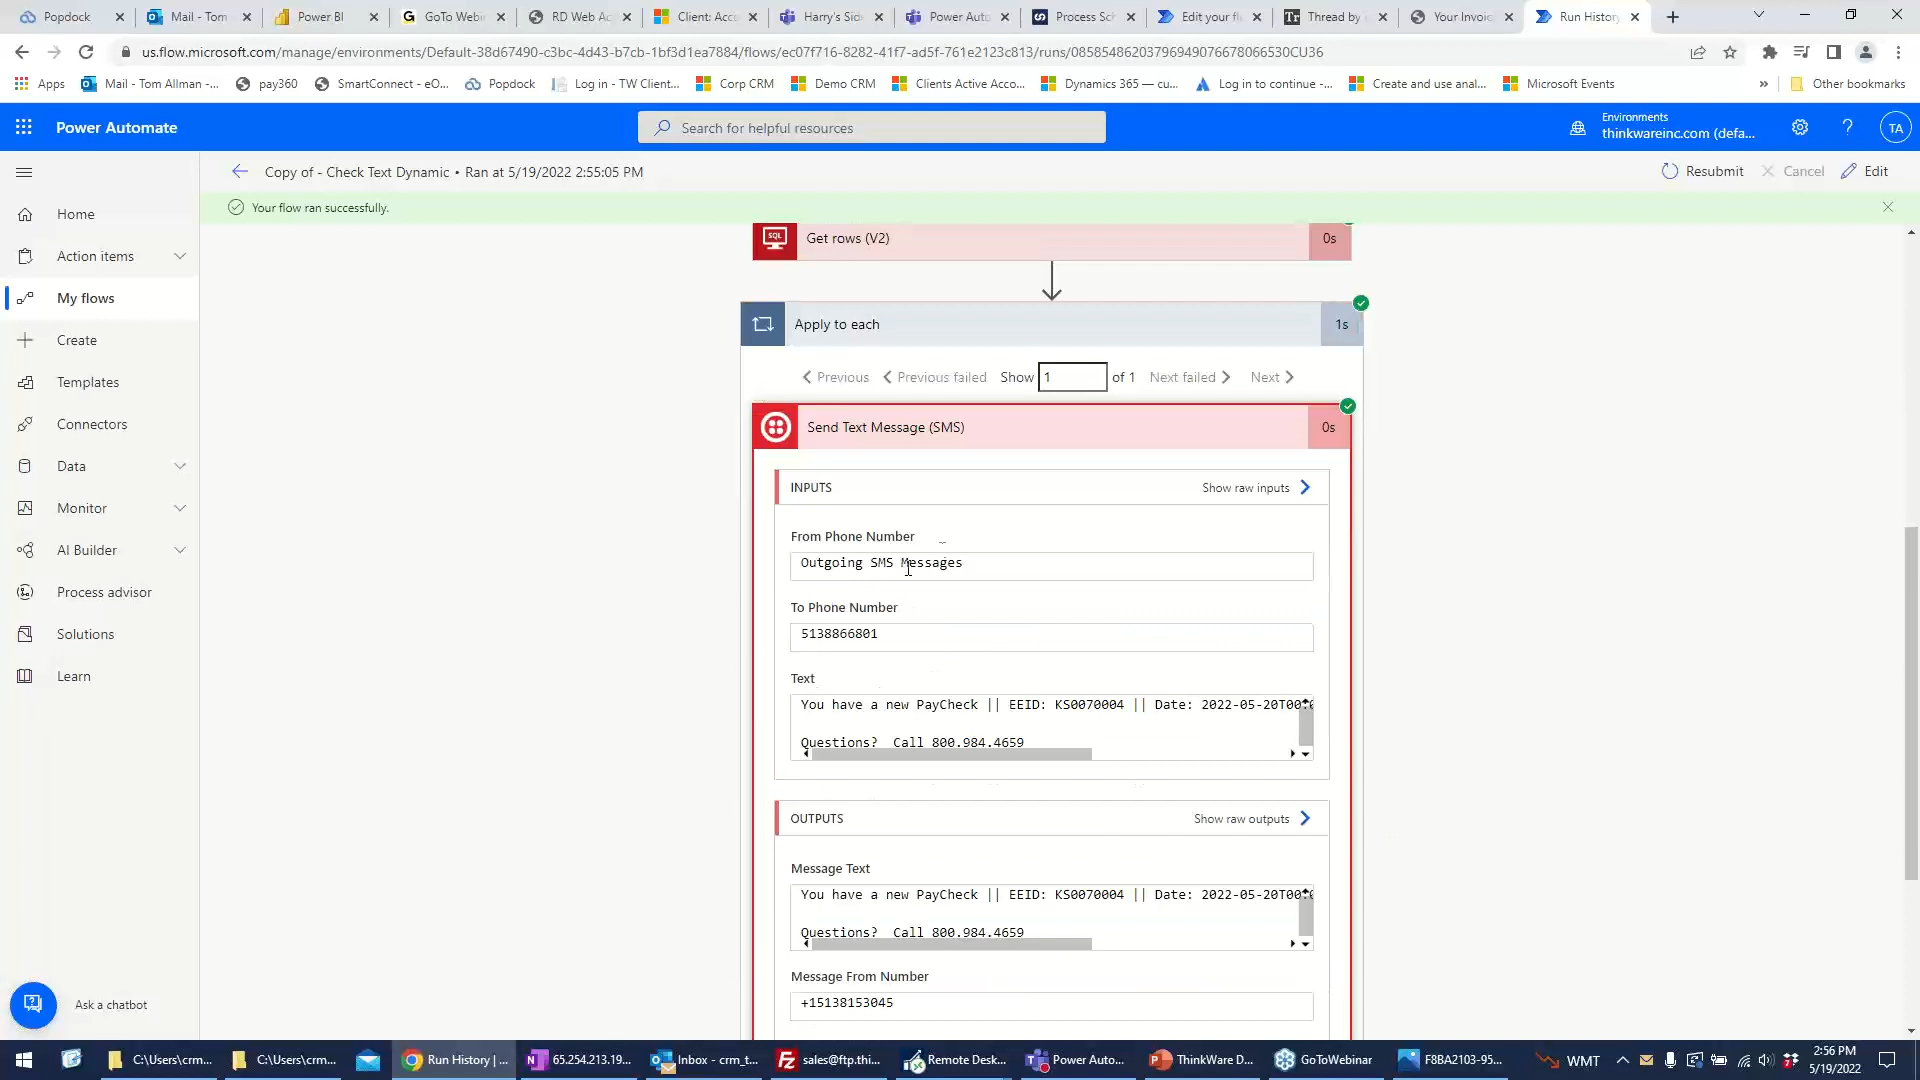 Popdock
Mail - Tom
Power BI
GoTo Webi
RD Web Ac
Client: Acc
Harry's Sid
Power Auto
Process Sch
Edit your fl
Thread by
Your Invoic
Run Histor
us.flow.microsoft.com/manage/environments/Default-38d67490-c3bc-4d43-b7cb-1bf3d1ea7884/flows/ec07f716-8282-41f7-ad5f-761e2123c813/runs/08585486203796949076678066530CU36
Apps
Mail - Tom Allman -...
pay360
SmartConnect - eO...
Popdock
Log in - TW Client...
Corp CRM
Demo CRM
Clients Active Acco...
Dynamics 365 — cu...
Log in to continue -...
Create and use anal...
Microsoft Events
»
Other bookmarks
Power Automate
Search for helpful resources
Environments
thinkwareinc.com (defa...
?
TA
Copy of - Check Text Dynamic • Ran at 5/19/2022 2:55:05 PM
Resubmit
Cancel
Edit
Your flow ran successfully.
Home
Action items
My flows
Create
Templates
Connectors
Data
Monitor
AI Builder
Process advisor
Solutions
Learn
Ask a chatbot
SQL
Get rows (V2)
0s
Apply to each
1s
Previous
Previous failed
Show 1 of 1
Next failed
Next
Send Text Message (SMS)
0s
INPUTS
Show raw inputs
From Phone Number
Outgoing SMS Messages
To Phone Number
5138866801
Text
You have a new PayCheck || EEID: KS0070004 || Date: 2022-05-20T00:0
Questions?  Call 800.984.4659
OUTPUTS
Show raw outputs
Message Text
You have a new PayCheck || EEID: KS0070004 || Date: 2022-05-20T00:0
Questions?  Call 800.984.4659
Message From Number
+15138153045
C:\Users\crm...
C:\Users\crm...
Run History | ...
65.254.213.19...
Inbox - crm_t...
sales@ftp.thi...
Remote Desk...
Power Auto...
ThinkWare D...
GoToWebinar
F8BA2103-95...
WMT
2:56 PM
5/19/2022